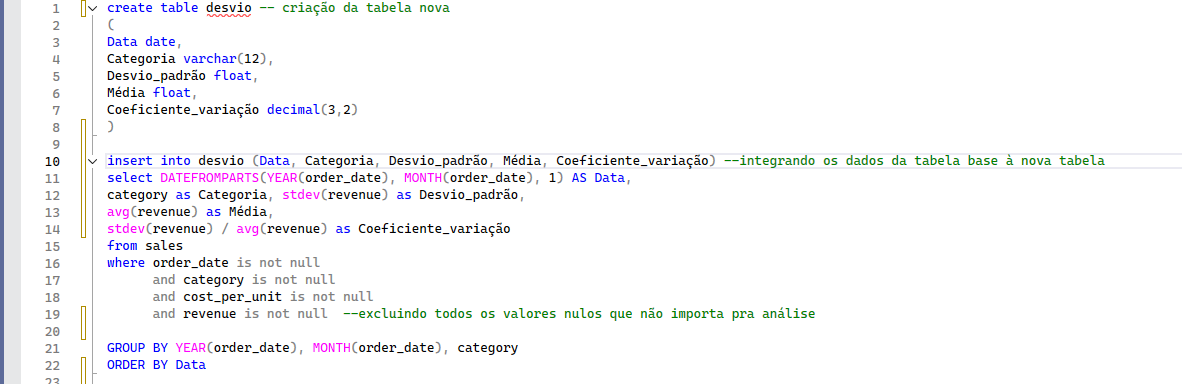 1 create table desvio -- criação da tabela nova
2 (
3 Data date,
4 Categoria varchar(12),
5 Desvio_padrão float,
6 Média float,
7 Coeficiente_variação decimal(3,2)
8 )
9
10 insert into desvio (Data, Categoria, Desvio_padrão, Média, Coeficiente_variação) --integrando os dados da tabela base à nova tabela
11 select DATEFROMPARTS(YEAR(order_date), MONTH(order_date), 1) AS Data,
12 category as Categoria, stdev(revenue) as Desvio_padrão,
13 avg(revenue) as Média,
14 stdev(revenue) / avg(revenue) as Coeficiente_variação
15 from sales
16 where order_date is not null
17 and category is not null
18 and cost_per_unit is not null
19 and revenue is not null --excluindo todos os valores nulos que não importa pra análise
20
21 GROUP BY YEAR(order_date), MONTH(order_date), category
22 ORDER BY Data
23